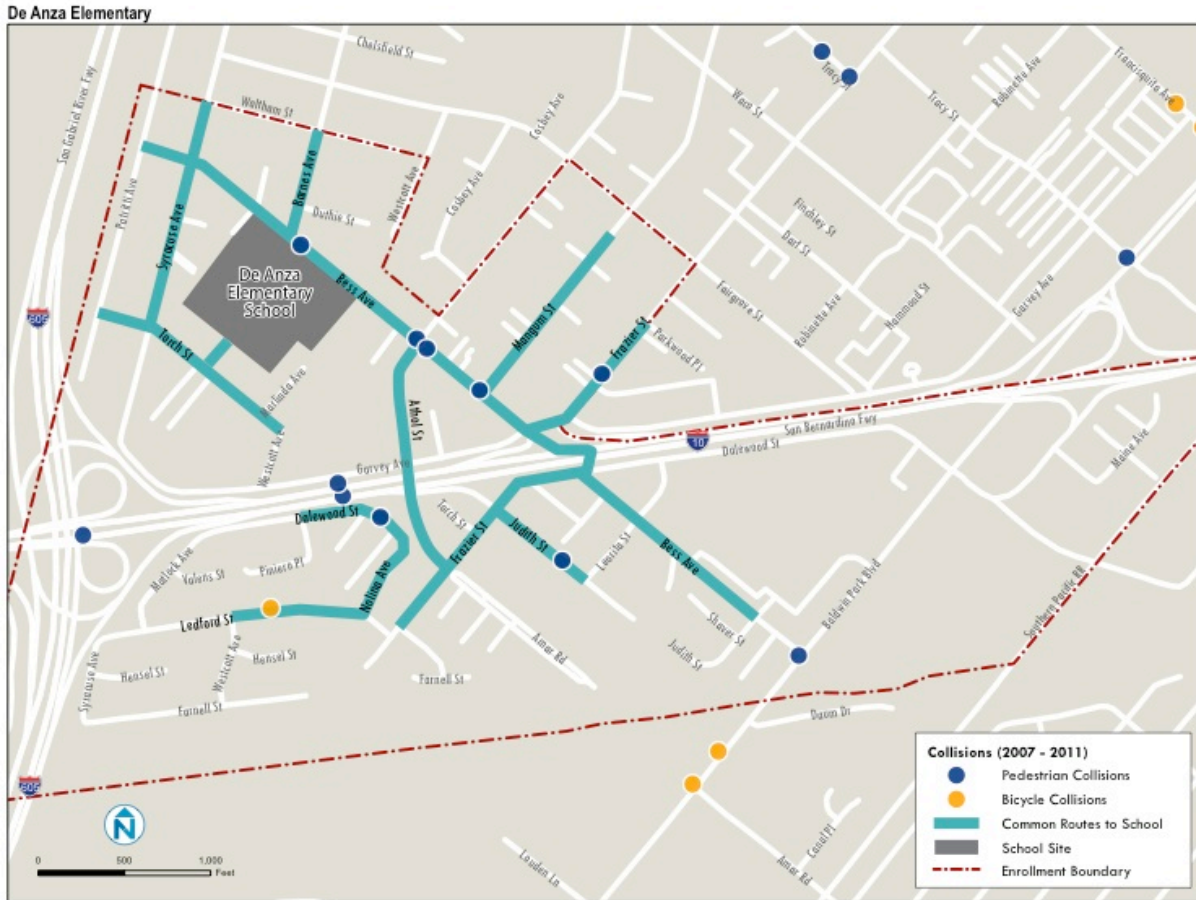 De Anza Elementary
Chelsfield St
San Gabriel River Fwy
Waltham St
Cosbey Ave
Warn St
Tracy St
Tracy St
Robinette Ave
Francisquito Ave
Patritti Ave
Syracuse Ave
Barnes Ave
Duthie St
Westcott Ave
Cosbey Ave
Finchley St
Dart St
De Anza
Elementary
School
Bess Ave
Mangum St
Frazier St
Parkwood Pl
Fairgrove St
Robinette Ave
Hammond St
Garvey Ave
605
Torch St
Marlinda Ave
Westcott Ave
Athol St
Garvey Ave
10
San Bernardino Fwy
Dalewood St
Maine Ave
Dalewood St
Torch St
Frazier St
Judith St
Learita St
Bess Ave
Matlock Ave
Valens St
Piniero Pl
Nolina Ave
Ledford St
Baldwin Park Blvd
Southern Pacific RR
Shaver St
Judith St
Amar Rd
Hensel St
Westcott Ave
Hensel St
Syracuse Ave
Farnell St
Farnell St
Daum Dr
605
N
0 500 1,000
Feet
Louden Ln
Amar Rd
Canal Pl
Collisions (2007 - 2011)
Pedestrian Collisions
Bicycle Collisions
Common Routes to School
School Site
Enrollment Boundary